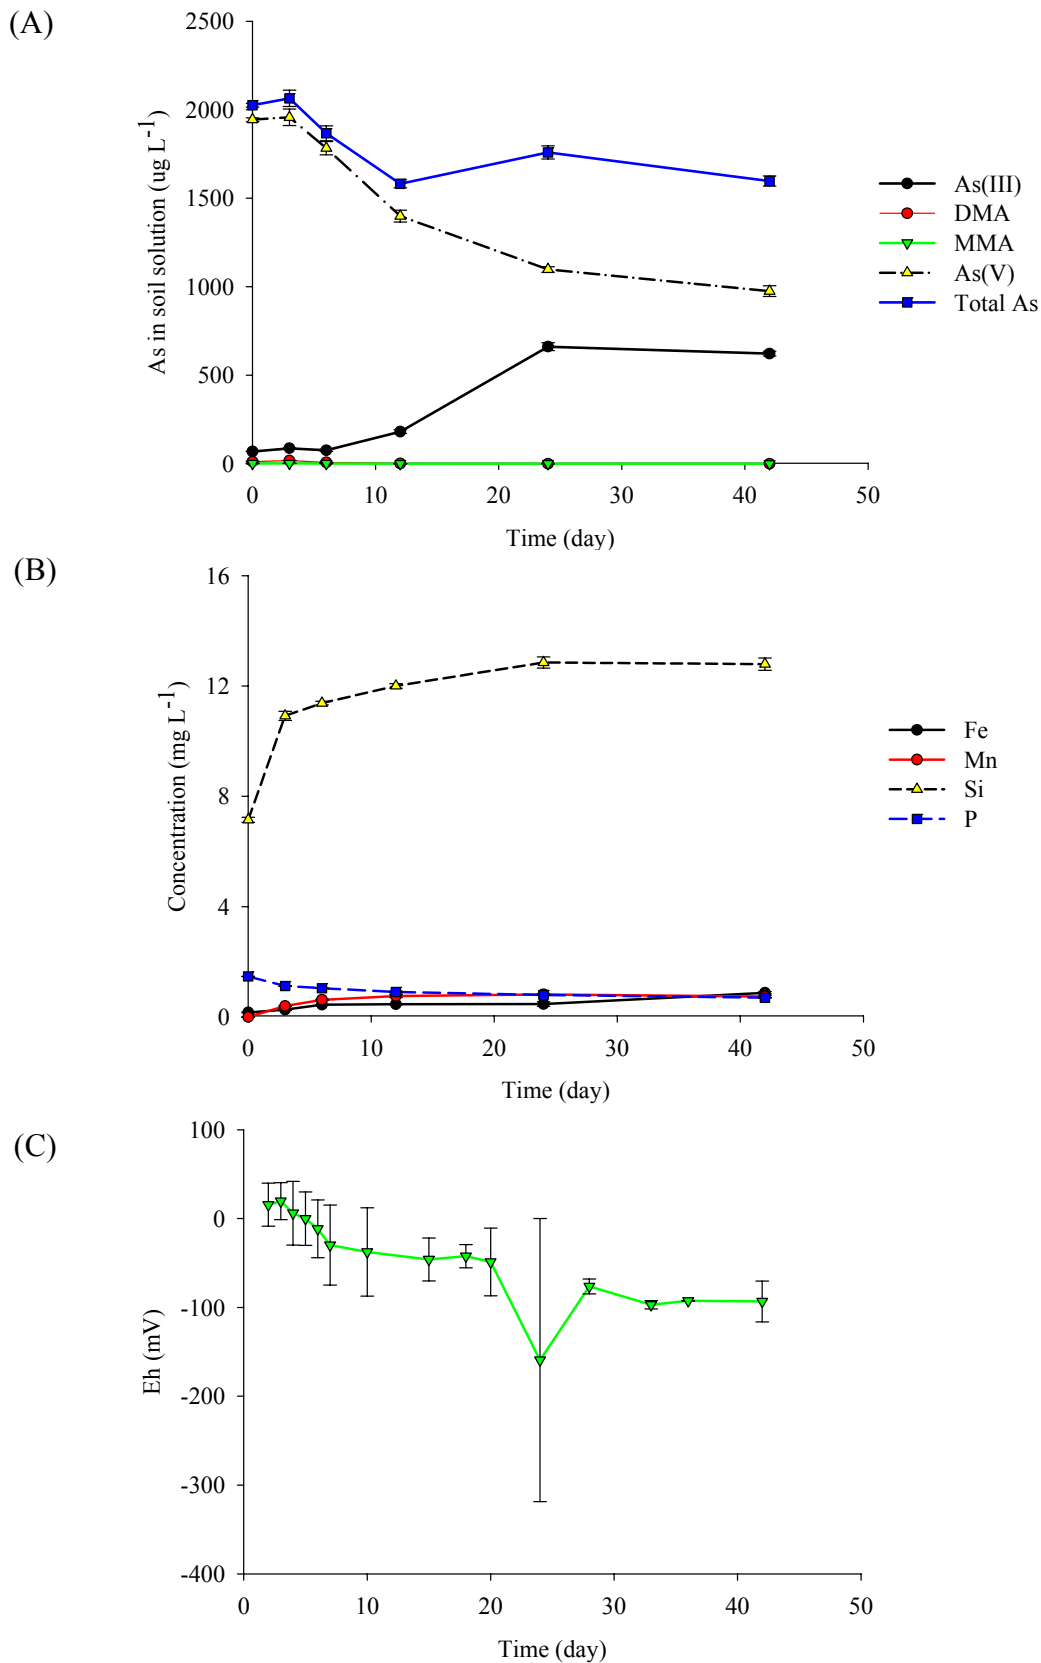 (A)
2500
2000
1500
1000
500
0
As in soil solution (ug L-1)
0 10 20 30 40 50
Time (day)
As(III)
DMA
MMA
As(V)
Total As
(B)
16
12
8
4
0
Concentration (mg L-1)
0 10 20 30 40 50
Time (day)
Fe
Mn
Si
P
(C)
100
0
-100
-200
-300
-400
Eh (mV)
0 10 20 30 40 50
Time (day)